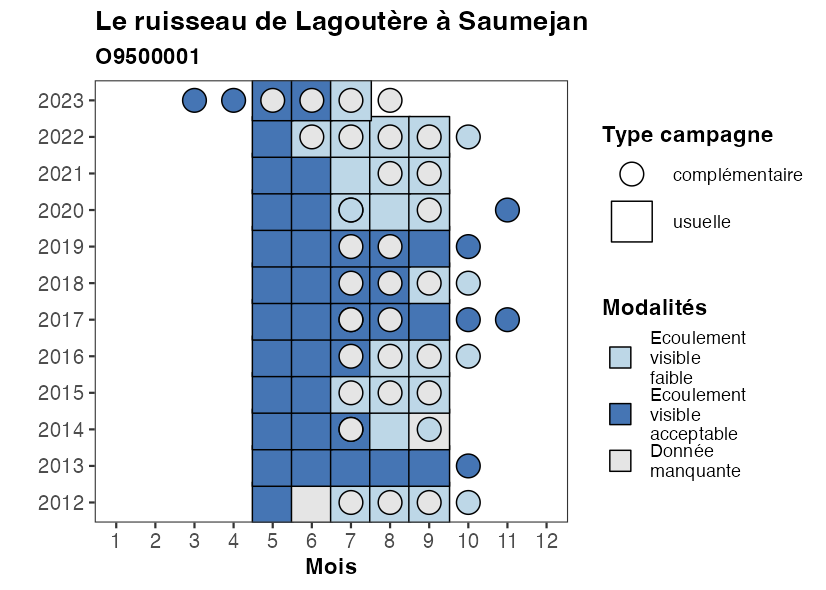 Le ruisseau de Lagoutère à Saumejan
O9500001
2023
2022
2021
2020
2019
2018
2017
2016
2015
2014
2013
2012
1 2 3 4 5 6 7 8 9 10 11 12
Mois
Type campagne
complémentaire
usuelle
Modalités
Ecoulement
visible
faible
Ecoulement
visible
acceptable
Donnée
manquante